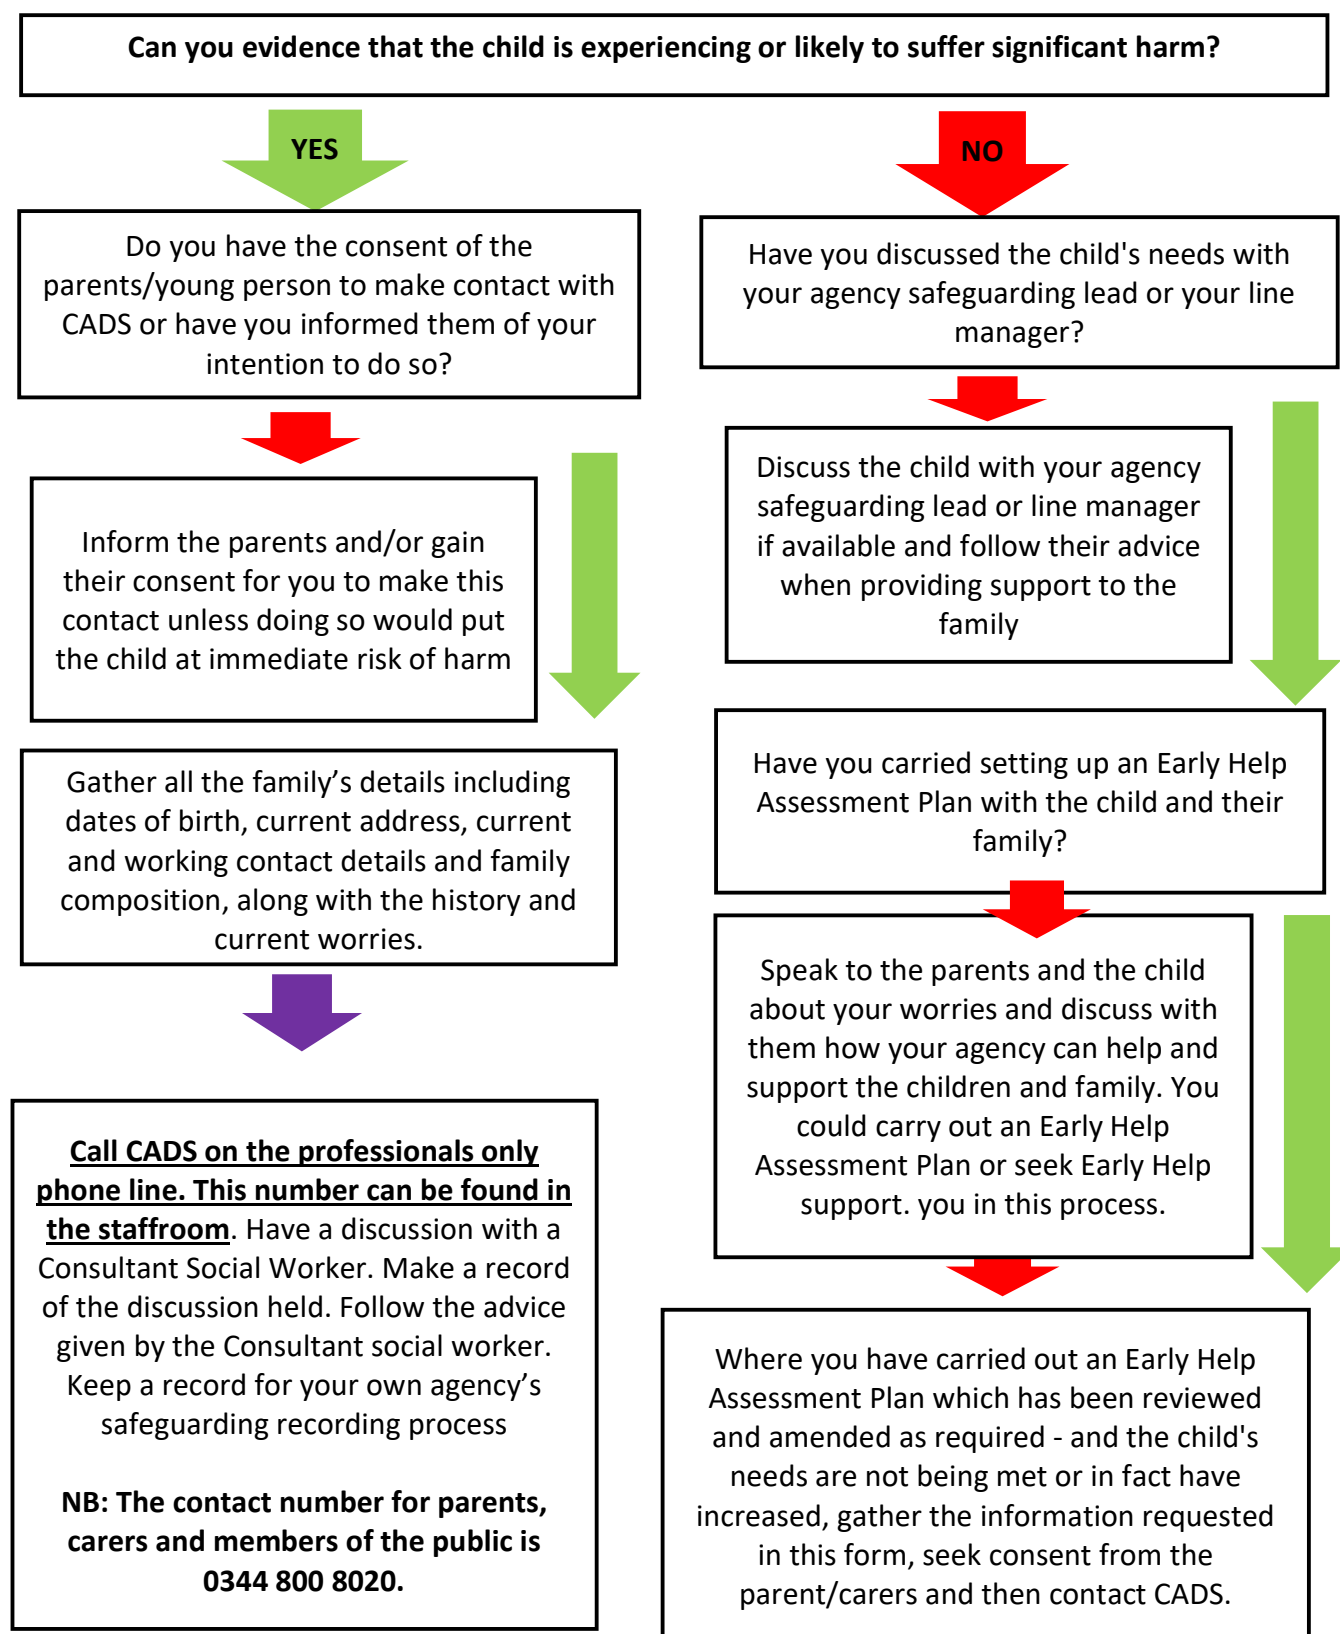 Can you evidence that the child is experiencing or likely to suffer significant harm?
YES
NO
Do you have the consent of the
parents/young person to make contact with
CADS or have you informed them of your
intention to do so?
Inform the parents and/or gain
their consent for you to make this
contact unless doing so would put
the child at immediate risk of harm
Gather all the family’s details including
dates of birth, current address, current
and working contact details and family
composition, along with the history and
current worries.
Call CADS on the professionals only
phone line. This number can be found in
the staffroom. Have a discussion with a
Consultant Social Worker. Make a record
of the discussion held. Follow the advice
given by the Consultant social worker.
Keep a record for your own agency’s
safeguarding recording process
NB: The contact number for parents,
carers and members of the public is
0344 800 8020.
Have you discussed the child's needs with
your agency safeguarding lead or your line
manager?
Discuss the child with your agency
safeguarding lead or line manager
if available and follow their advice
when providing support to the
family
Have you carried setting up an Early Help
Assessment Plan with the child and their
family?
Speak to the parents and the child
about your worries and discuss with
them how your agency can help and
support the children and family. You
could carry out an Early Help
Assessment Plan or seek Early Help
support. you in this process.
Where you have carried out an Early Help
Assessment Plan which has been reviewed
and amended as required - and the child's
needs are not being met or in fact have
increased, gather the information requested
in this form, seek consent from the
parent/carers and then contact CADS.